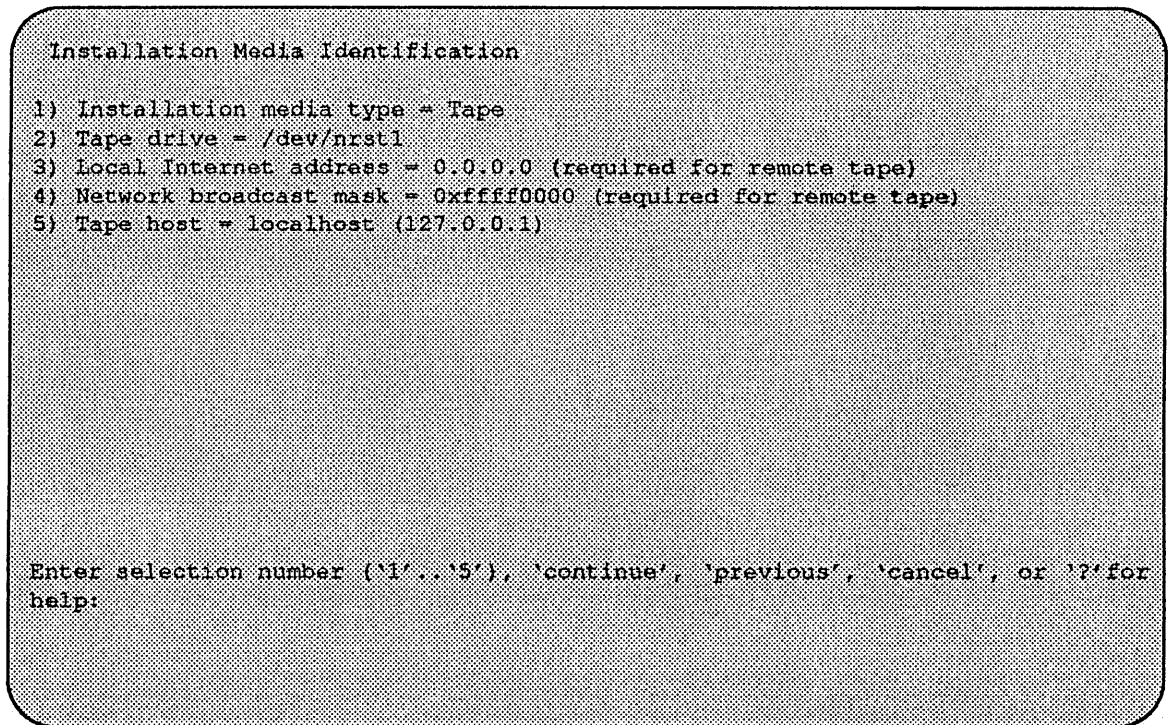 Installation Media Identification
1) Installation media type = Tape
2) Tape drive = /dev/nrst1
3) Local Internet address = 0.0.0.0 (required for remote tape)
4) Network broadcast mask = 0xffff0000 (required for remote tape)
5) Tape host = localhost (127.0.0.1)
Enter selection number (‘1’..‘5’), ‘continue’, ‘previous’, ‘cancel’, or ‘?’for
help: